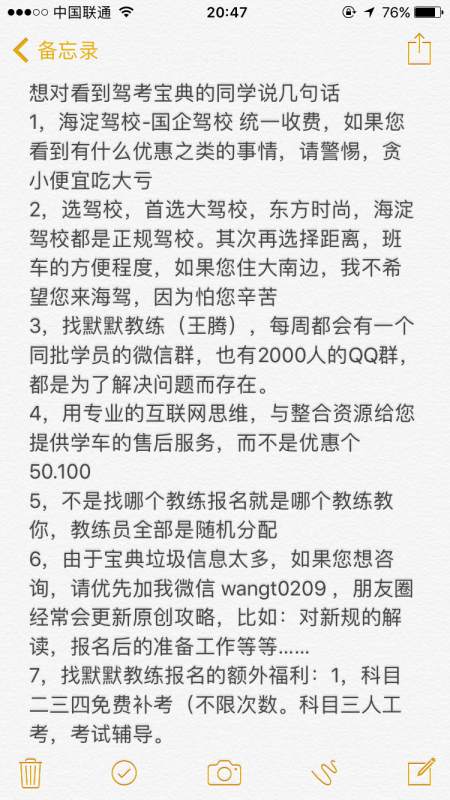 中国联通
20:47
76%
备忘录
想对看到驾考宝典的同学说几句话
1，海淀驾校-国企驾校 统一收费，如果您
看到有什么优惠之类的事情，请警惕，贪
小便宜吃大亏
2，选驾校，首选大驾校，东方时尚，海淀
驾校都是正规驾校。其次再选择距离，班
车的方便程度，如果您住大南边，我不希
望您来海驾，因为怕您辛苦
3，找默默教练（王腾），每周都会有一个
同批学员的微信群，也有2000人的QQ群，
都是为了解决问题而存在。
4，用专业的互联网思维，与整合资源给您
提供学车的售后服务，而不是优惠个
50.100
5，不是找哪个教练报名就是哪个教练教
你，教练员全部是随机分配
6，由于宝典垃圾信息太多，如果您想咨
询，请优先加我微信 wangt0209 ，朋友圈
经常会更新原创攻略，比如：对新规的解
读，报名后的准备工作等等……
7，找默默教练报名的额外福利：1，科目
二三四免费补考（不限次数。科目三人工
考，考试辅导。